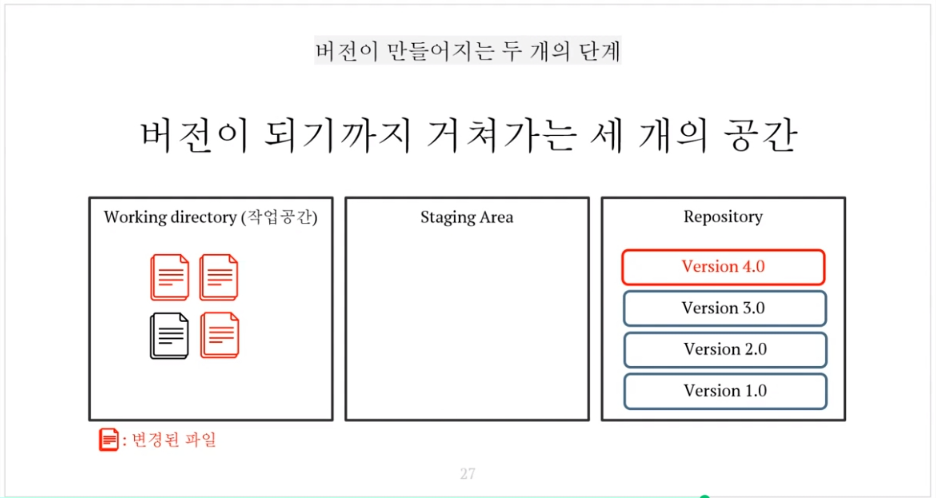 버전이 만들어지는 두 개의 단계
버전이 되기까지 거쳐가는 세 개의 공간
Working directory (작업공간)
Staging Area
Repository
Version 4.0
Version 3.0
Version 2.0
Version 1.0
: 변경된 파일
27